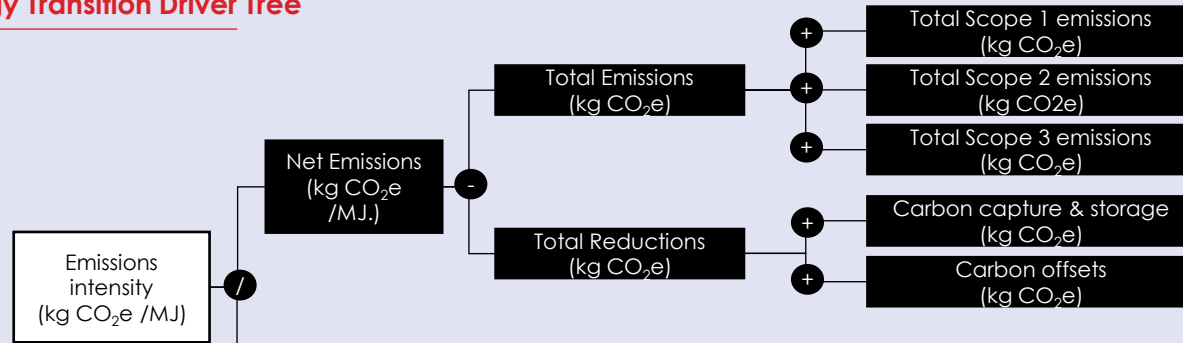 Transition Driver Tree
Total Scope 1 emissions
(kg CO₂e)
Total Emissions
(kg CO₂e)
Total Scope 2 emissions
(kg CO2e)
Total Scope 3 emissions
(kg CO₂e)
Net Emissions
(kg CO₂e
/MJ.)
Carbon capture & storage
(kg CO₂e)
Total Reductions
(kg CO₂e)
Carbon offsets
(kg CO₂e)
Emissions
intensity
(kg CO₂e /MJ)
/
-
+
+
+
+
+